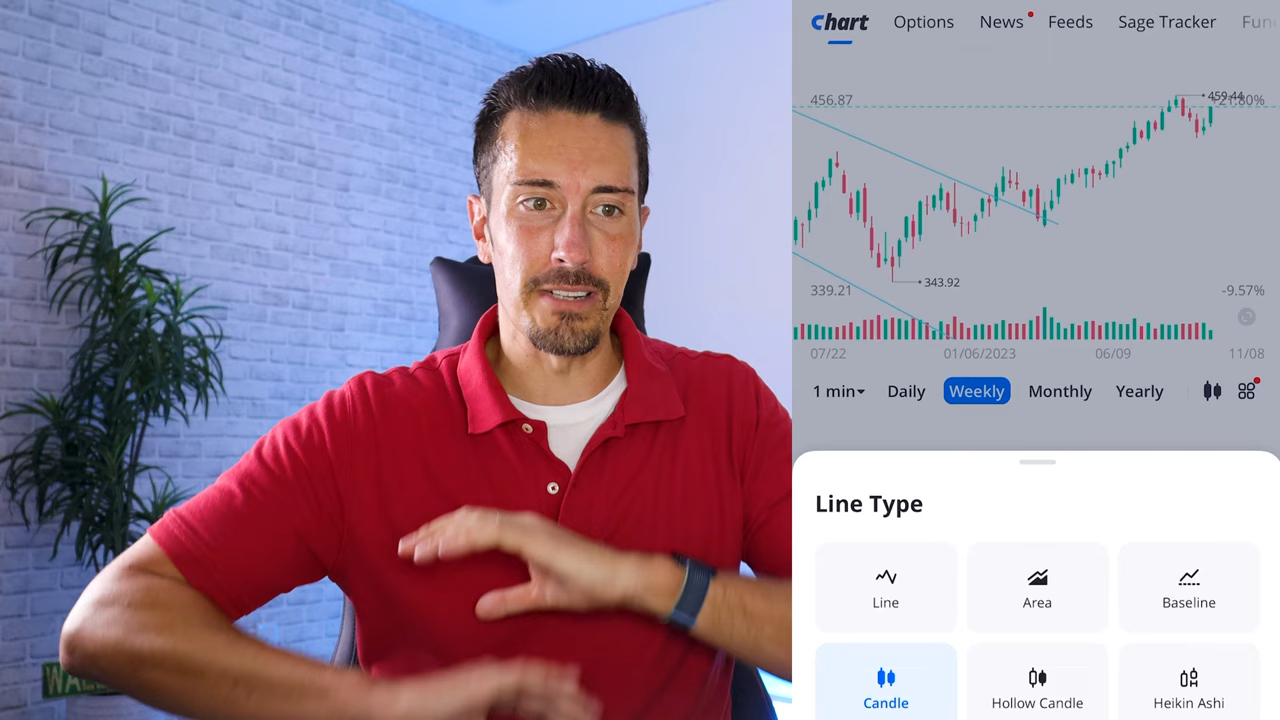 Chart Options News Feeds Sage Tracker
456.87 459.44
343.92
339.21 -9.57%
07/22 01/06/2023 06/09 11/08
1 min Daily Weekly Monthly Yearly
Line Type
Line Area Baseline
Candle Hollow Candle Heikin Ashi